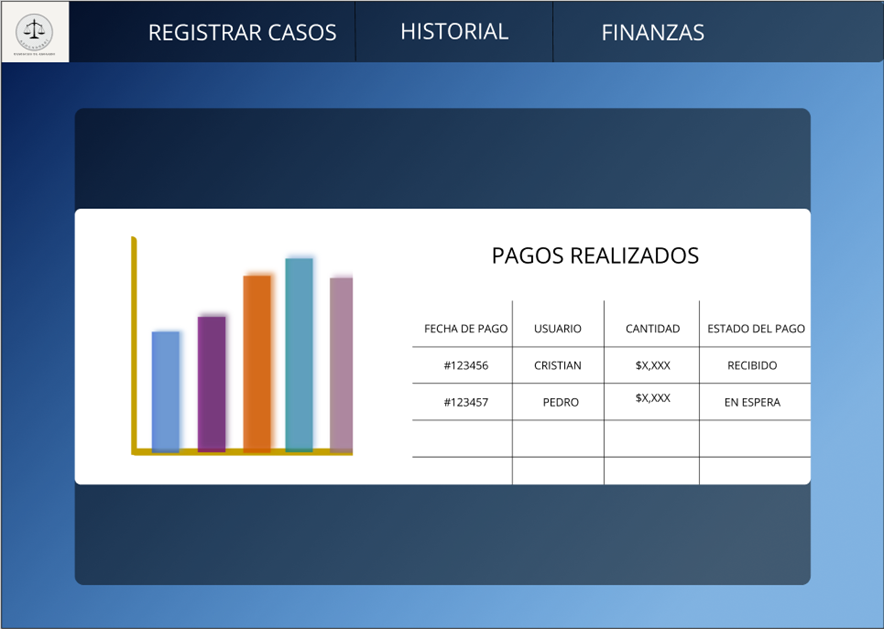 REGISTRAR CASOS HISTORIAL FINANZAS
PAGOS REALIZADOS
FECHA DE PAGO USUARIO CANTIDAD ESTADO DEL PAGO
#123456 CRISTIAN $X,XXX RECIBIDO
#123457 PEDRO $X,XXX EN ESPERA